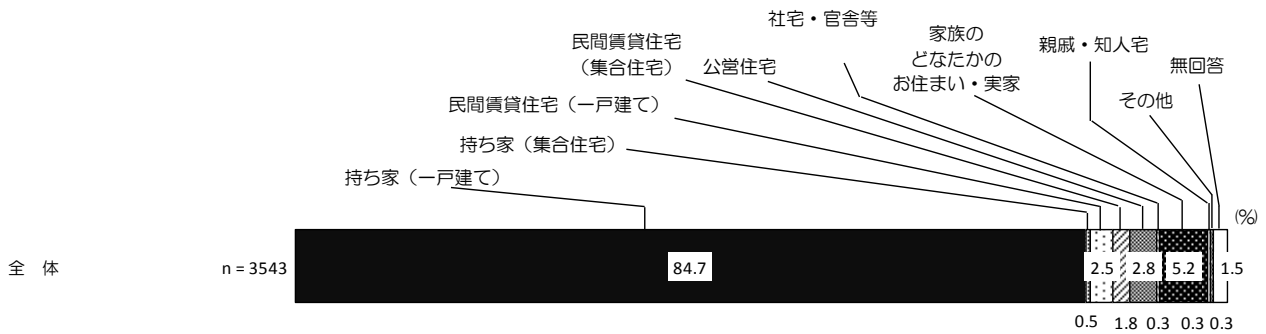 社宅・官舎等
家族の
どなたかの
お住まい・実家
民間賃貸住宅
（集合住宅）
公営住宅
親戚・知人宅
無回答
その他
民間賃貸住宅（一戸建て）
持ち家（集合住宅）
持ち家（一戸建て）
(%)
全　体
n = 3543
84.7
2.5
2.8
5.2
1.5
0.5
1.8
0.3
0.3
0.3